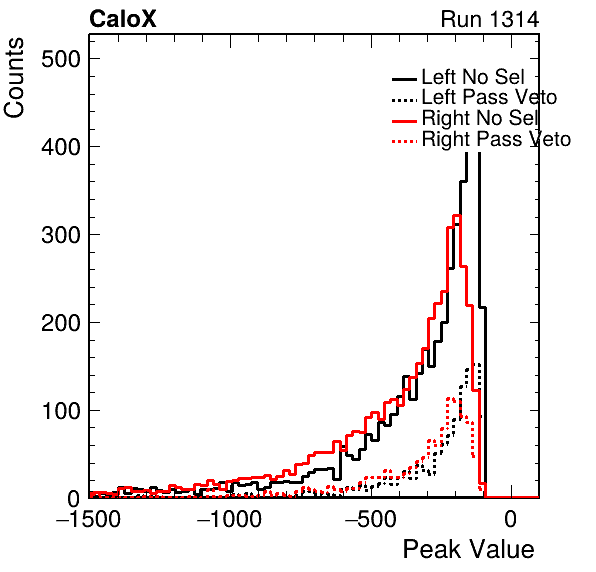 CaloX Run 1314
Counts
500
400
300
200
100
0
Left No Sel
Left Pass Veto
Right No Sel
Right Pass Veto
−1500 −1000 −500 0
Peak Value